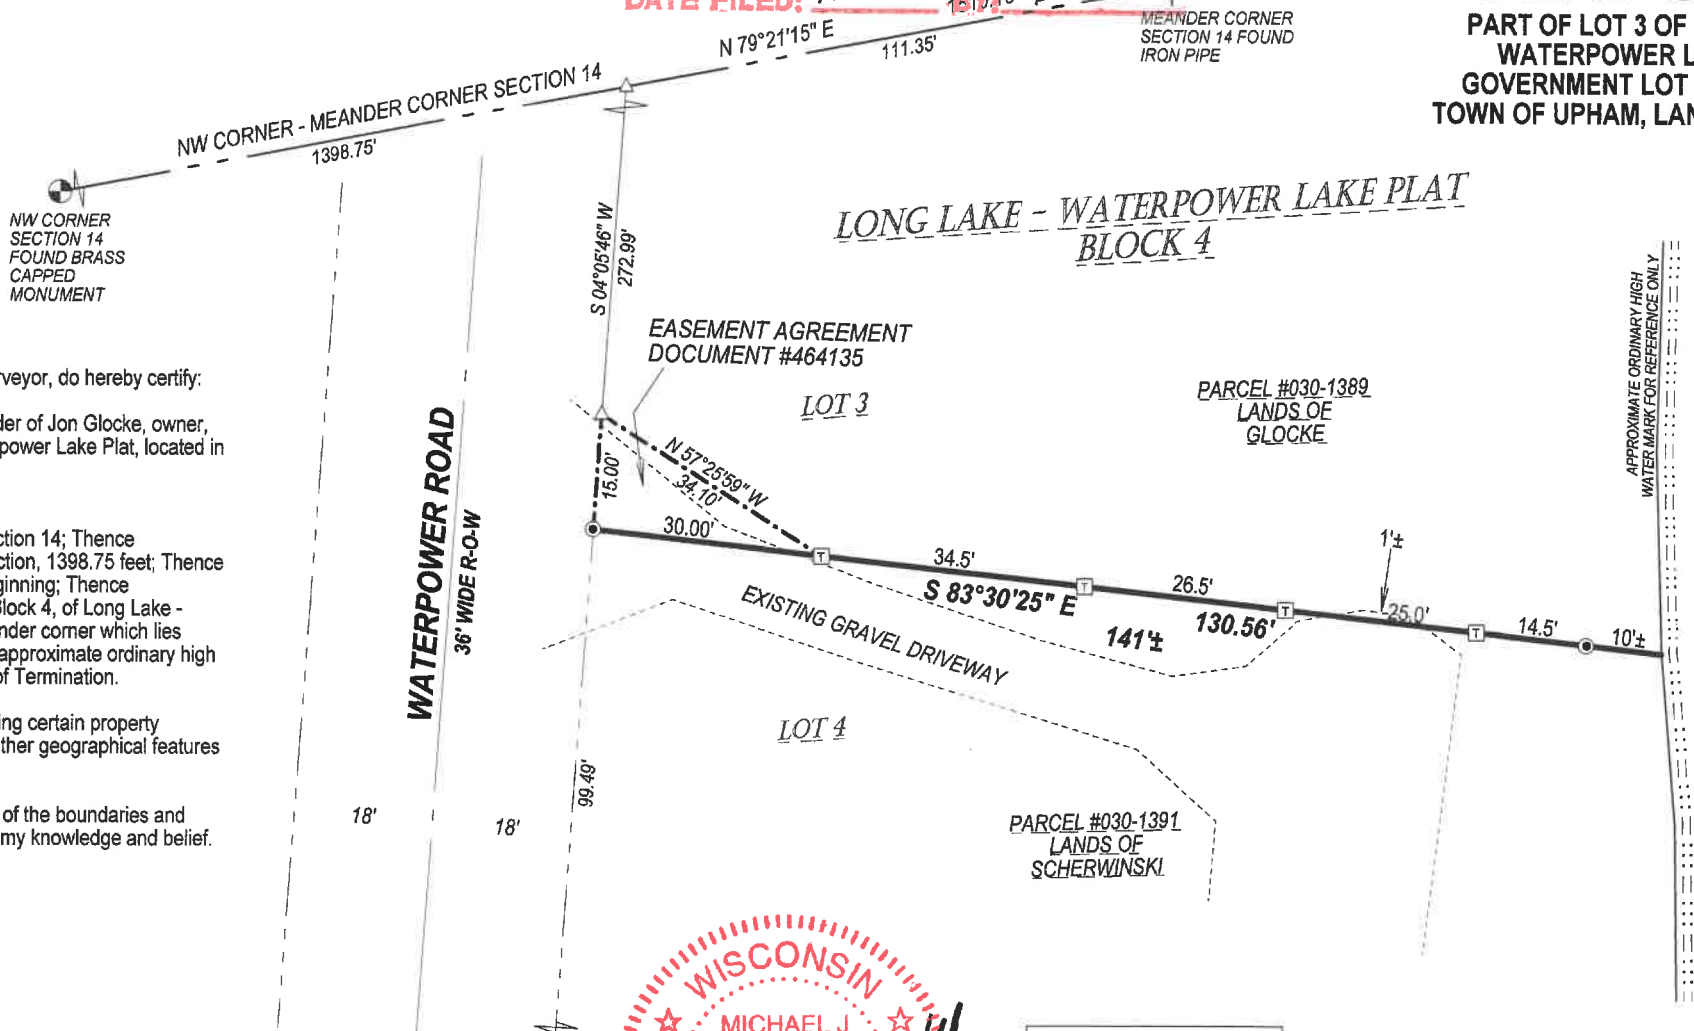 DATE FILED:
N 79°21'15" E
111.35'
MEANDER CORNER
SECTION 14 FOUND
IRON PIPE
PART OF LOT 3 OF
WATERPOWER L
GOVERNMENT LOT
TOWN OF UPHAM, LAN
NW CORNER - MEANDER CORNER SECTION 14
1398.75'
NW CORNER
SECTION 14
FOUND BRASS
CAPPED
MONUMENT
LONG LAKE - WATERPOWER LAKE PLAT
BLOCK 4
S 04°05'46" W
272.99'
APPROXIMATE ORDINARY HIGH
WATER MARK FOR REFERENCE ONLY
EASEMENT AGREEMENT
DOCUMENT #464135
LOT 3
PARCEL #030-1389
LANDS OF
GLOCKE
rveyor, do hereby certify:
der of Jon Glocke, owner,
power Lake Plat, located in
ction 14; Thence
ction, 1398.75 feet; Thence
ginning; Thence
Block 4, of Long Lake -
nder corner which lies
approximate ordinary high
of Termination.
ing certain property
ther geographical features
of the boundaries and
my knowledge and belief.
WATERPOWER ROAD
36' WIDE R-O-W
15.00'
N 57°25'59" W
34.10'
30.00'
34.5'
S 83°30'25" E
26.5'
1'±
25.0'
14.5'
10'±
130.56'
141'±
EXISTING GRAVEL DRIVEWAY
LOT 4
99.49'
18'
18'
PARCEL #030-1391
LANDS OF
SCHERWINSKI
WISCONSIN
MICHAEL J